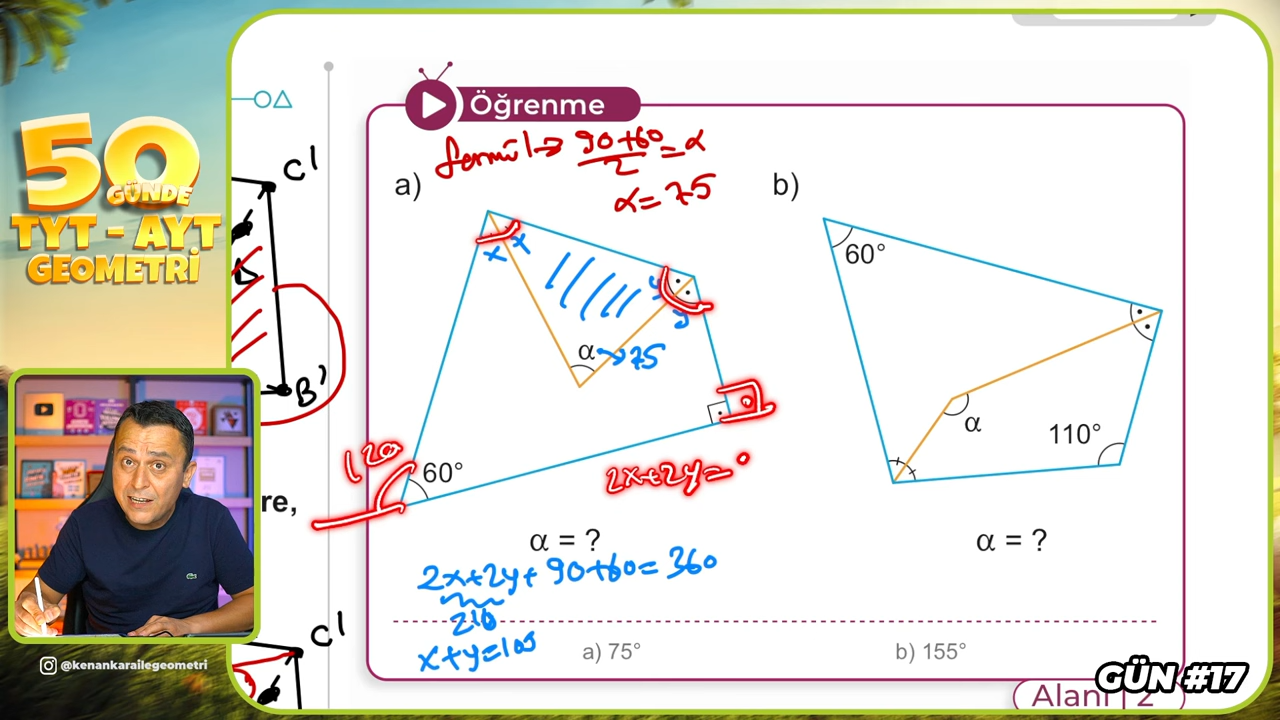 50
GÜNDE
TYT - AYT
GEOMETRİ
Öğrenme
formül→ 90+60/2 = α
α = 75
a)
b)
C'
x x
y
y
60°
α → 75
B'
α
110°
120
60°
2x+2y=
re,
α = ?
α = ?
2x+2y+90+60=360
210
x+y=105
a) 75°
b) 155°
C'
@kenankarailegeometri
GÜN #17
Alanı | 2